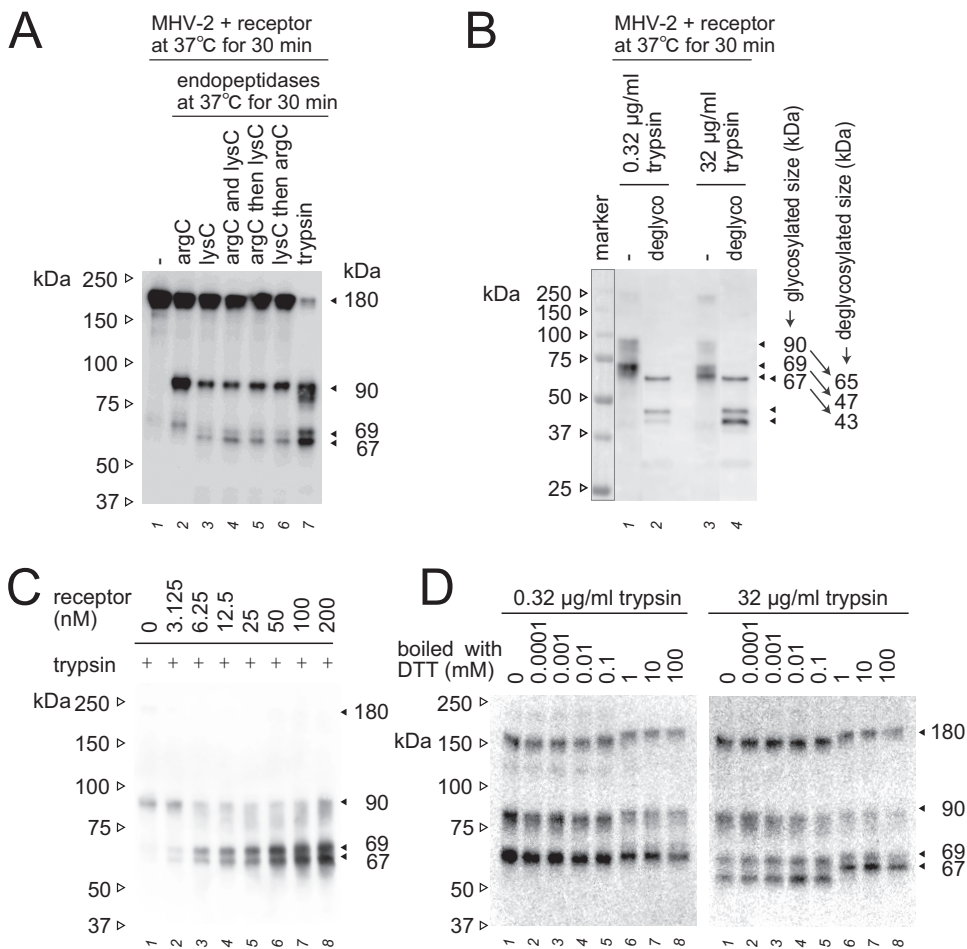 A
MHV-2 + receptor
at 37°C for 30 min
endopeptidases
at 37°C for 30 min
-
argC
lysC
argC and lysC
argC then lysC
lysC then argC
trypsin
kDa
250
150
100
75
50
37
kDa
180
90
69
67
1 2 3 4 5 6 7
B
MHV-2 + receptor
at 37°C for 30 min
0.32 µg/ml
trypsin
32 µg/ml
trypsin
marker
-
deglyco
-
deglyco
glycosylated size (kDa)
deglycosylated size (kDa)
kDa
250
150
100
75
50
37
25
90
69
67
65
47
43
1 2 3 4
C
receptor
(nM)
0 3.125 6.25 12.5 25 50 100 200
trypsin + + + + + + + +
kDa
250
150
100
75
50
37
180
90
69
67
1 2 3 4 5 6 7 8
D
0.32 µg/ml trypsin
32 µg/ml trypsin
boiled with
DTT (mM)
0 0.0001 0.001 0.01 0.1 1 10 100
0 0.0001 0.001 0.01 0.1 1 10 100
250
kDa 150
100
75
50
37
180
90
69
67
1 2 3 4 5 6 7 8
1 2 3 4 5 6 7 8